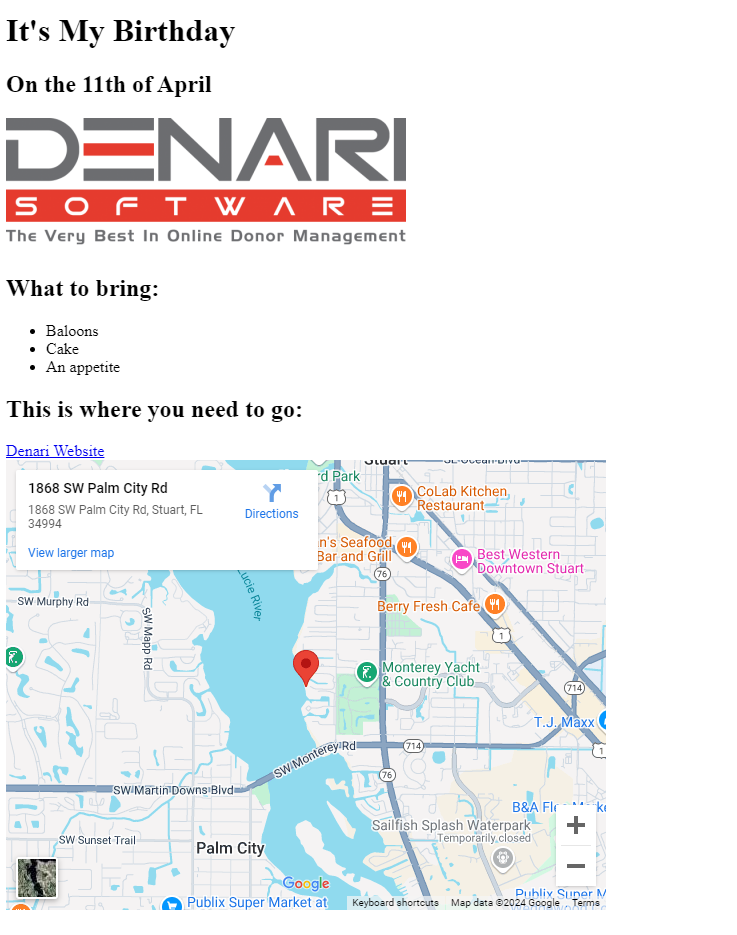 It's My Birthday
On the 11th of April
DENARI
SOFTWARE
The Very Best In Online Donor Management
What to bring:
Baloons
Cake
An appetite
This is where you need to go:
Denari Website
Stuart
SE Ocean Blvd
1868 SW Palm City Rd
1868 SW Palm City Rd, Stuart, FL
34994
Directions
View larger map
rd Park
1
CoLab Kitchen
Restaurant
n's Seafood
Bar and Grill
76
Best Western
Downtown Stuart
Lucie River
SW Murphy Rd
SW Mapp Rd
Berry Fresh Cafe
1
Monterey Yacht
& Country Club
714
T.J. Maxx
SW Monterey Rd
714
1
76
SW Martin Downs Blvd
B&A Flea Marke
Sailfish Splash Waterpark
Temporarily closed
SW Sunset Trail
Palm City
Google
Publix Super Market at
Publix Super M
Keyboard shortcuts
Map data ©2024 Google
Terms